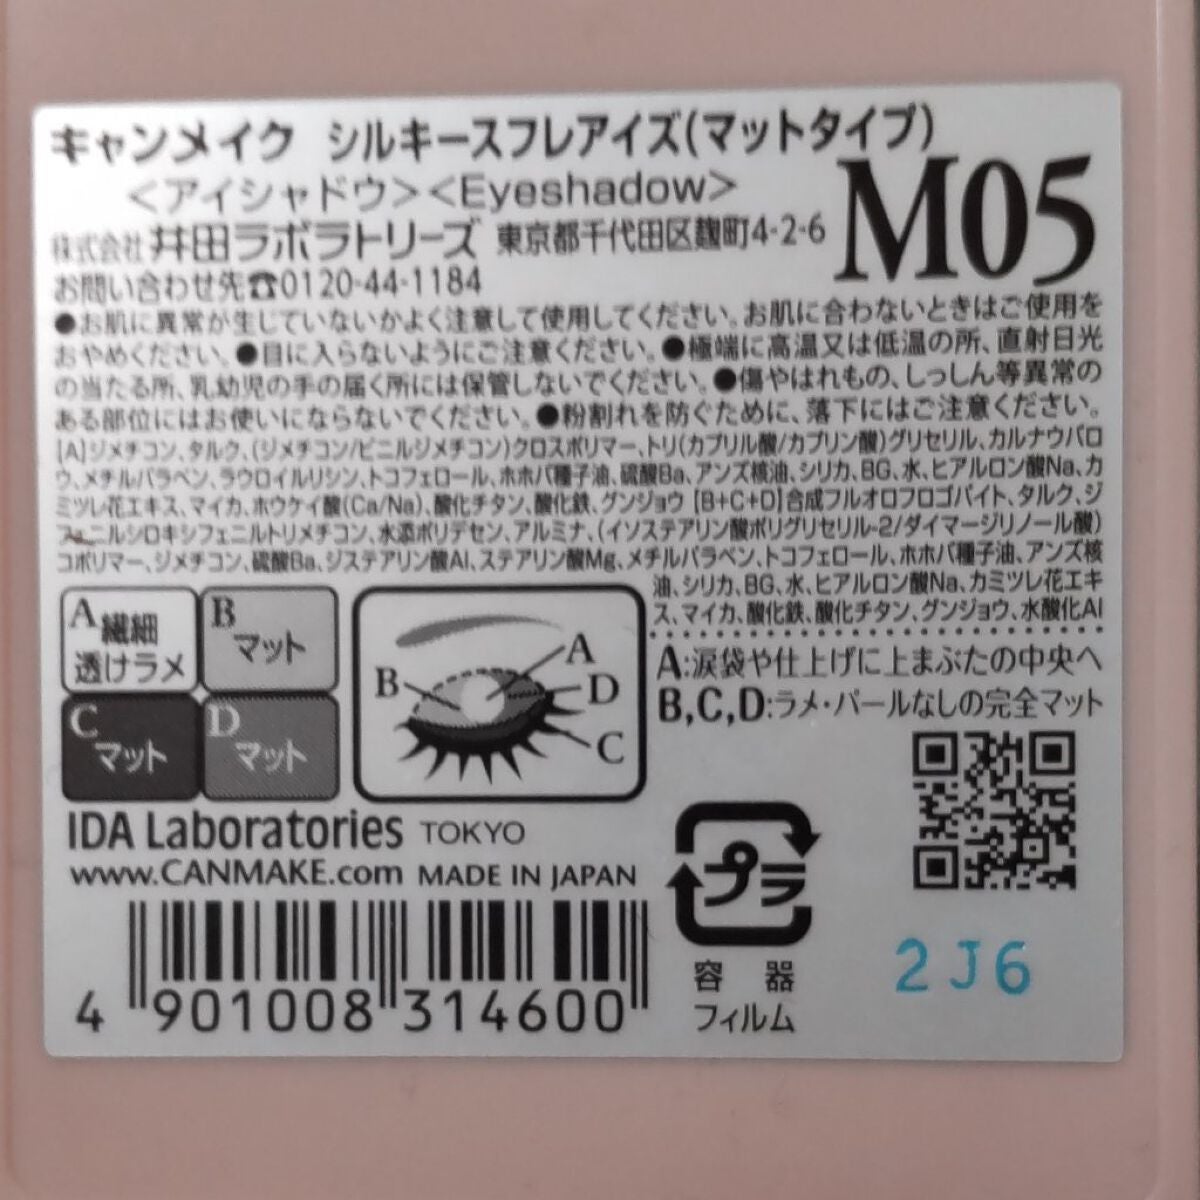 キャンメイク シルキースフレアイズ(マットタイプ)
M05
<アイシャドウ><Eyeshadow>
株式会社 井田ラボラトリーズ 東京都千代田区麹町4-2-6
お問い合わせ先☎0120-44-1184
●お肌に異常が生じていないかよく注意して使用してください。お肌に合わないときはご使用を
おやめください。●目に入らないようにご注意ください。●極端に高温又は低温の所、直射日光
の当たる所、乳幼児の手の届く所には保管しないでください。●傷やはれもの、しっしん等異常の
ある部位にはお使いにならないでください。●粉割れを防ぐために、落下にはご注意ください。
[A]ジメチコン、タルク、(ジメチコン/ビニルジメチコン)クロスポリマー、トリ(カプリル酸/カプリン酸)グリセリル、カルナウバロ
ウ、メチルパラベン、ラウロイルリシン、トコフェロール、ホホバ種子油、硫酸Ba、アンズ核油、シリカ、BG、水、ヒアルロン酸Na、カ
ミツレ花エキス、マイカ、ホウケイ酸(Ca/Na)、酸化チタン、酸化鉄、グンジョウ [B+C+D]合成フルオロフロゴパイト、タルク、ジ
フェニルシロキシフェニルトリメチコン、水添ポリデセン、アルミナ、(イソステアリン酸ポリグリセリル-2/ダイマージリノール酸)
コポリマー、ジメチコン、硫酸Ba、ジステアリン酸Al、ステアリン酸Mg、メチルパラベン、トコフェロール、ホホバ種子油、アンズ核
油、シリカ、BG、水、ヒアルロン酸Na、カミツレ花エキ
ス、マイカ、酸化鉄、酸化チタン、グンジョウ、水酸化Al
A 繊細
透けラメ
B
マット
C
マット
D
マット
A
B
D
C
A:涙袋や仕上げに上まぶたの中央へ
B,C,D:ラメ・パールなしの完全マット
IDA Laboratories TOKYO
www.CANMAKE.com MADE IN JAPAN
4 901008 314600
プラ
容器
フィルム
2J6